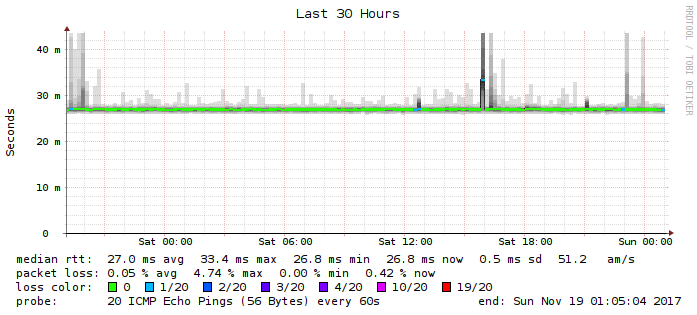 Last 30 Hours
RRDTOOL / TOBI OETIKER
Seconds
40 m
30 m
20 m
10 m
0
Sat 00:00 Sat 06:00 Sat 12:00 Sat 18:00 Sun 00:00
median rtt: 27.0 ms avg 33.4 ms max 26.8 ms min 26.8 ms now 0.5 ms sd 51.2 am/s
packet loss: 0.05 % avg 4.74 % max 0.00 % min 0.42 % now
loss color: 0 1/20 2/20 3/20 4/20 10/20 19/20
probe: 20 ICMP Echo Pings (56 Bytes) every 60s end: Sun Nov 19 01:05:04 2017